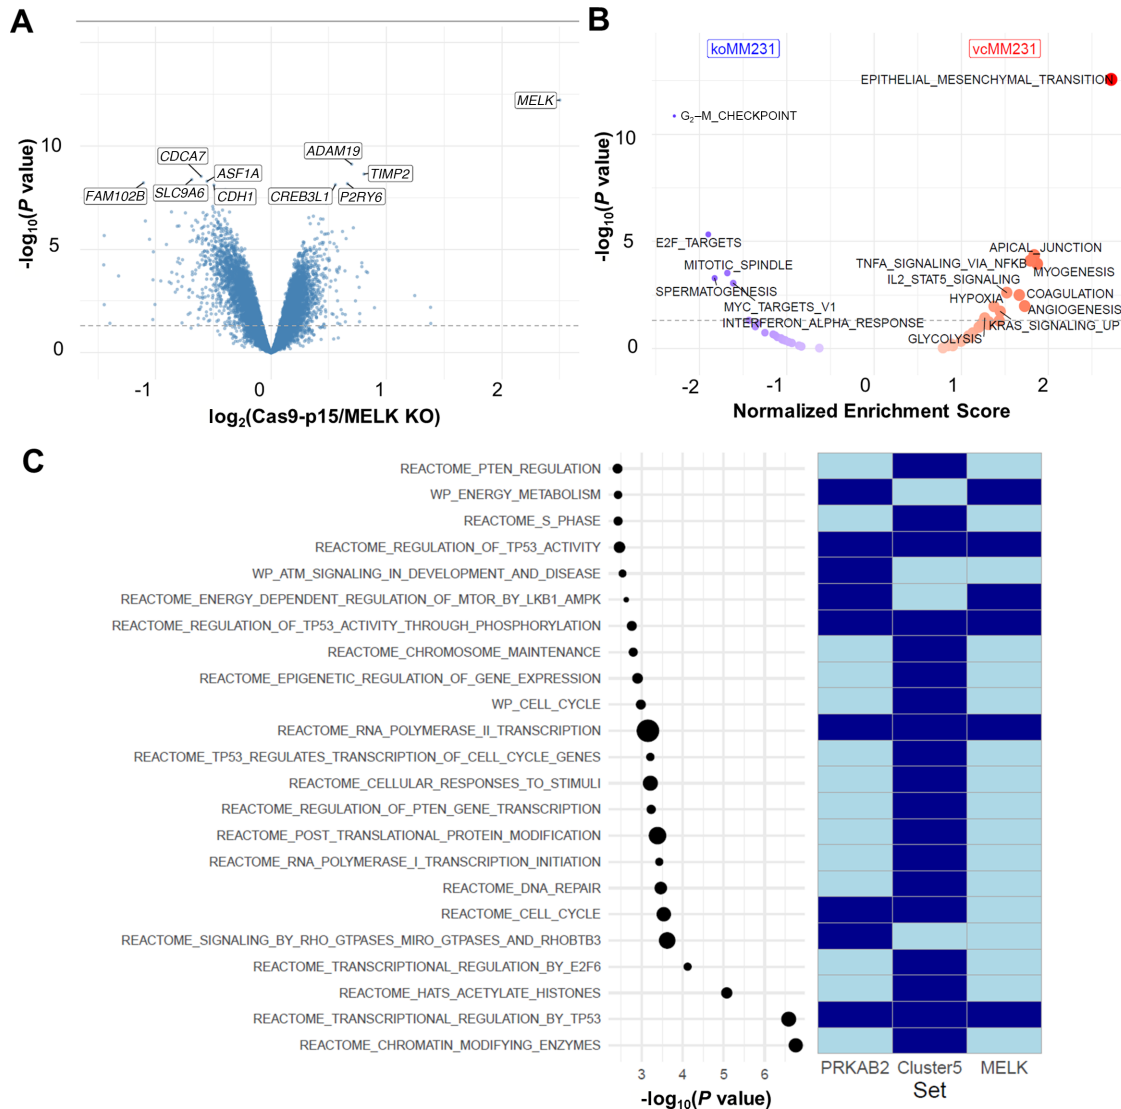 A
-log10(P value)
10
5
0
MELK
CDCA7
ADAM19
ASF1A
TIMP2
FAM102B
SLC9A6
CDH1
CREB3L1
P2RY6
-1
0
1
2
log2(Cas9-p15/MELK KO)
B
-log10(P value)
10
5
0
koMM231
vcMM231
EPITHELIAL_MESENCHYMAL_TRANSITION
G2–M_CHECKPOINT
E2F_TARGETS
MITOTIC_SPINDLE
SPERMATOGENESIS
MYC_TARGETS_V1
INTERFERON_ALPHA_RESPONSE
APICAL_JUNCTION
TNFA_SIGNALING_VIA_NFKB
MYOGENESIS
IL2_STAT5_SIGNALING
COAGULATION
HYPOXIA
ANGIOGENESIS
KRAS_SIGNALING_UP
GLYCOLYSIS
-2
-1
0
1
2
Normalized Enrichment Score
C
REACTOME_PTEN_REGULATION
WP_ENERGY_METABOLISM
REACTOME_S_PHASE
REACTOME_REGULATION_OF_TP53_ACTIVITY
WP_ATM_SIGNALING_IN_DEVELOPMENT_AND_DISEASE
REACTOME_ENERGY_DEPENDENT_REGULATION_OF_MTOR_BY_LKB1_AMPK
REACTOME_REGULATION_OF_TP53_ACTIVITY_THROUGH_PHOSPHORYLATION
REACTOME_CHROMOSOME_MAINTENANCE
REACTOME_EPIGENETIC_REGULATION_OF_GENE_EXPRESSION
WP_CELL_CYCLE
REACTOME_RNA_POLYMERASE_II_TRANSCRIPTION
REACTOME_TP53_REGULATES_TRANSCRIPTION_OF_CELL_CYCLE_GENES
REACTOME_CELLULAR_RESPONSES_TO_STIMULI
REACTOME_REGULATION_OF_PTEN_GENE_TRANSCRIPTION
REACTOME_POST_TRANSLATIONAL_PROTEIN_MODIFICATION
REACTOME_RNA_POLYMERASE_I_TRANSCRIPTION_INITIATION
REACTOME_DNA_REPAIR
REACTOME_CELL_CYCLE
REACTOME_SIGNALING_BY_RHO_GTPASES_MIRO_GTPASES_AND_RHOBTB3
REACTOME_TRANSCRIPTIONAL_REGULATION_BY_E2F6
REACTOME_HATS_ACETYLATE_HISTONES
REACTOME_TRANSCRIPTIONAL_REGULATION_BY_TP53
REACTOME_CHROMATIN_MODIFYING_ENZYMES
3
4
5
6
-log10(P value)
PRKAB2
Cluster5
MELK
Set